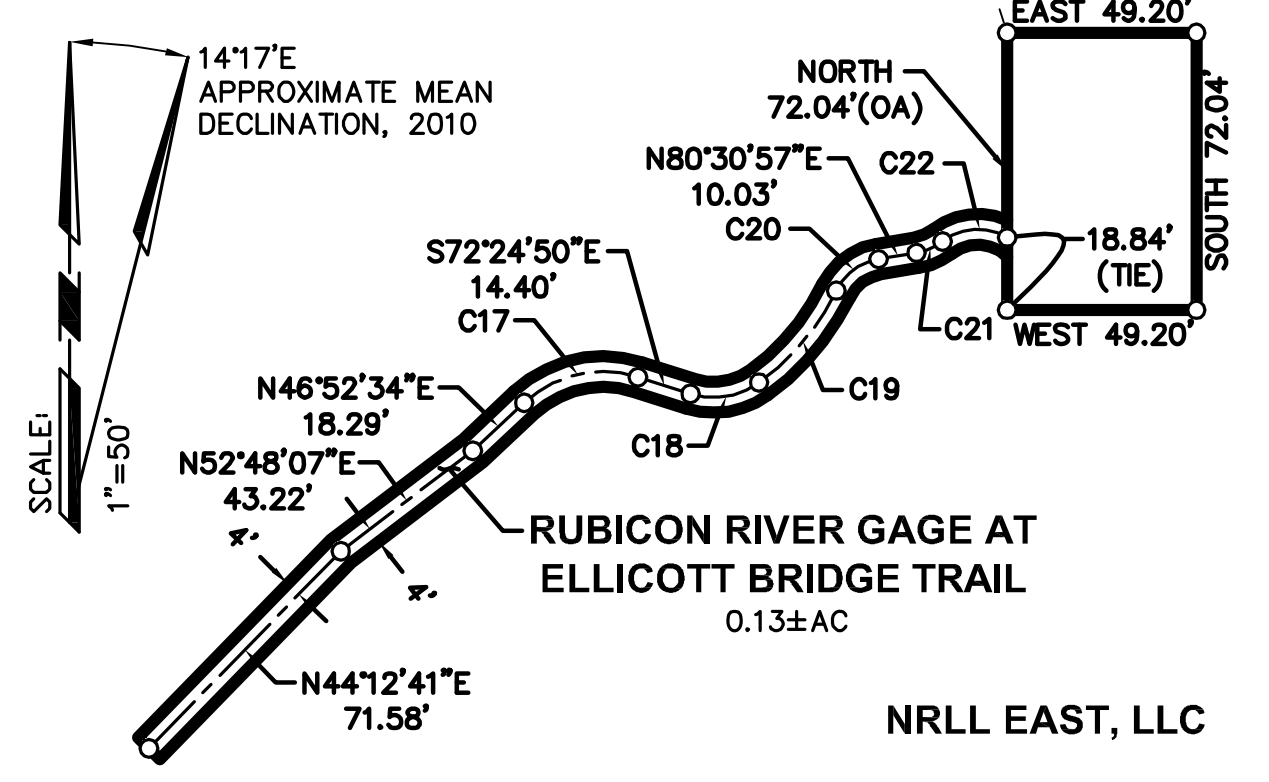 14°17'E
APPROXIMATE MEAN
DECLINATION, 2010
SCALE:
1"=50'
EAST 49.20'
NORTH
72.04'(OA)
SOUTH 72.04'
N80°30'57"E
10.03'
C22
C20
18.84'
(TIE)
S72°24'50"E
14.40'
C17
C21
WEST 49.20'
N46°52'34"E
18.29'
C19
C18
N52°48'07"E
43.22'
4'
4'
RUBICON RIVER GAGE AT
ELLICOTT BRIDGE TRAIL
0.13±AC
N44°12'41"E
71.58'
NRLL EAST, LLC